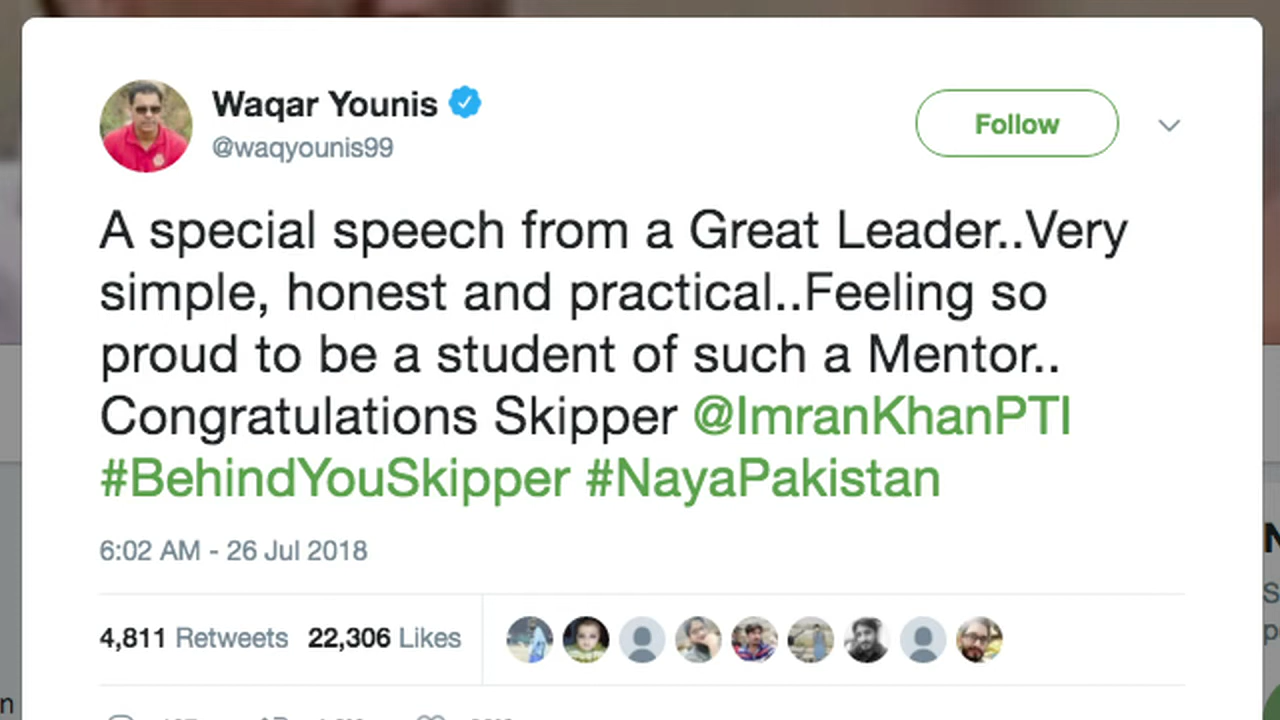 Waqar Younis
@waqyounis99
Follow
A special speech from a Great Leader..Very
simple, honest and practical..Feeling so
proud to be a student of such a Mentor..
Congratulations Skipper @ImranKhanPTI
#BehindYouSkipper #NayaPakistan
6:02 AM - 26 Jul 2018
4,811 Retweets 22,306 Likes